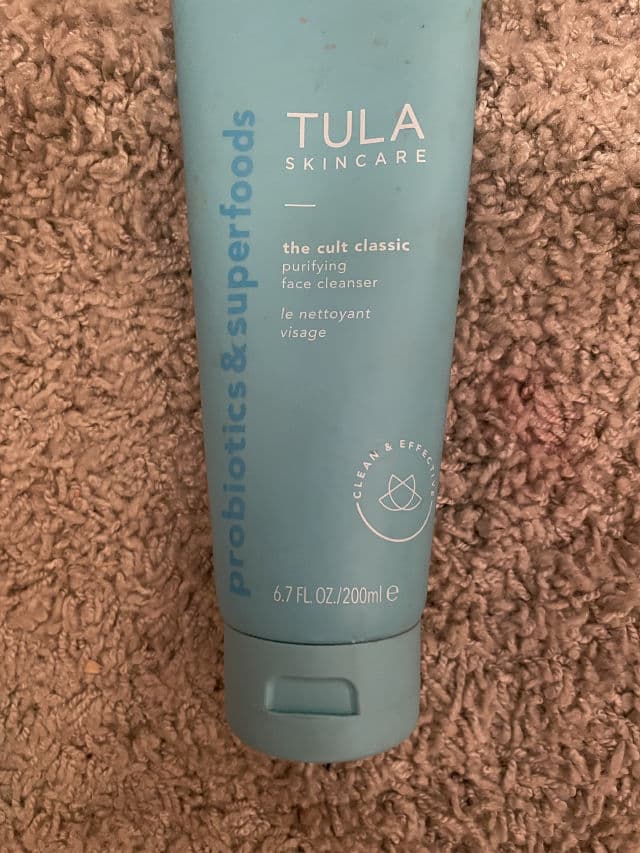 TULA
SKINCARE
the cult classic
purifying
face cleanser
le nettoyant
visage
probiotics & superfoods
CLEAN & EFFECTIVE
6.7 FL. OZ./200ml ℮